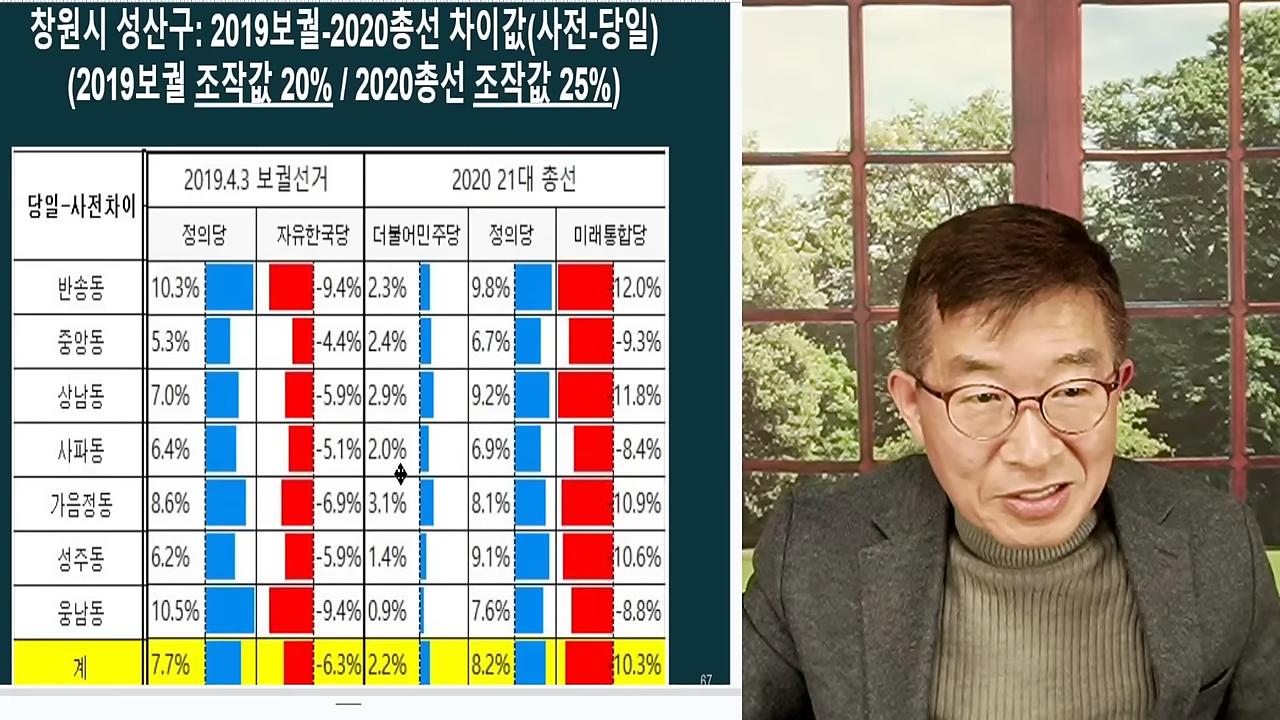 창원시 성산구: 2019보궐-2020총선 차이값(사전-당일)
(2019보궐 조작값 20% / 2020총선 조작값 25%)
당일-사전차이 2019.4.3 보궐선거 2020 21대 총선
정의당 자유한국당 더불어민주당 정의당 미래통합당
반송동 10.3% -9.4% 2.3% 9.8% 12.0%
중앙동 5.3% -4.4% 2.4% 6.7% -9.3%
상남동 7.0% -5.9% 2.9% 9.2% 11.8%
사파동 6.4% -5.1% 2.0% 6.9% -8.4%
가음정동 8.6% -6.9% 3.1% 8.1% 10.9%
성주동 6.2% -5.9% 1.4% 9.1% 10.6%
웅남동 10.5% -9.4% 0.9% 7.6% -8.8%
계 7.7% -6.3% 2.2% 8.2% 10.3%
67